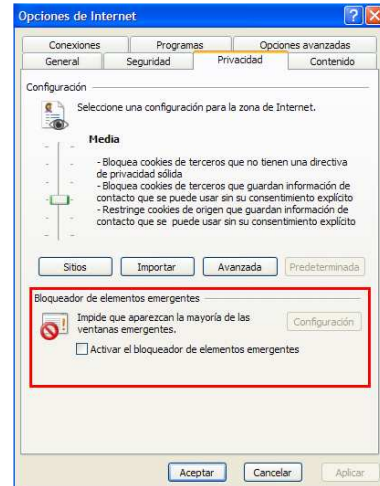 Opciones de Internet
Conexiones Programas Opciones avanzadas
General Seguridad Privacidad Contenido
Configuración
Seleccione una configuración para la zona de Internet.
Media
- Bloquea cookies de terceros que no tienen una directiva
de privacidad sólida
- Bloquea cookies de terceros que guardan información de
contacto que se puede usar sin su consentimiento explícito
- Restringe cookies de origen que guardan información de
contacto que se puede usar sin su consentimiento explícito
Sitios Importar Avanzada Predeterminada
Bloqueador de elementos emergentes
Impide que aparezcan la mayoría de las
ventanas emergentes.
Configuración
Activar el bloqueador de elementos emergentes
Aceptar Cancelar Aplicar